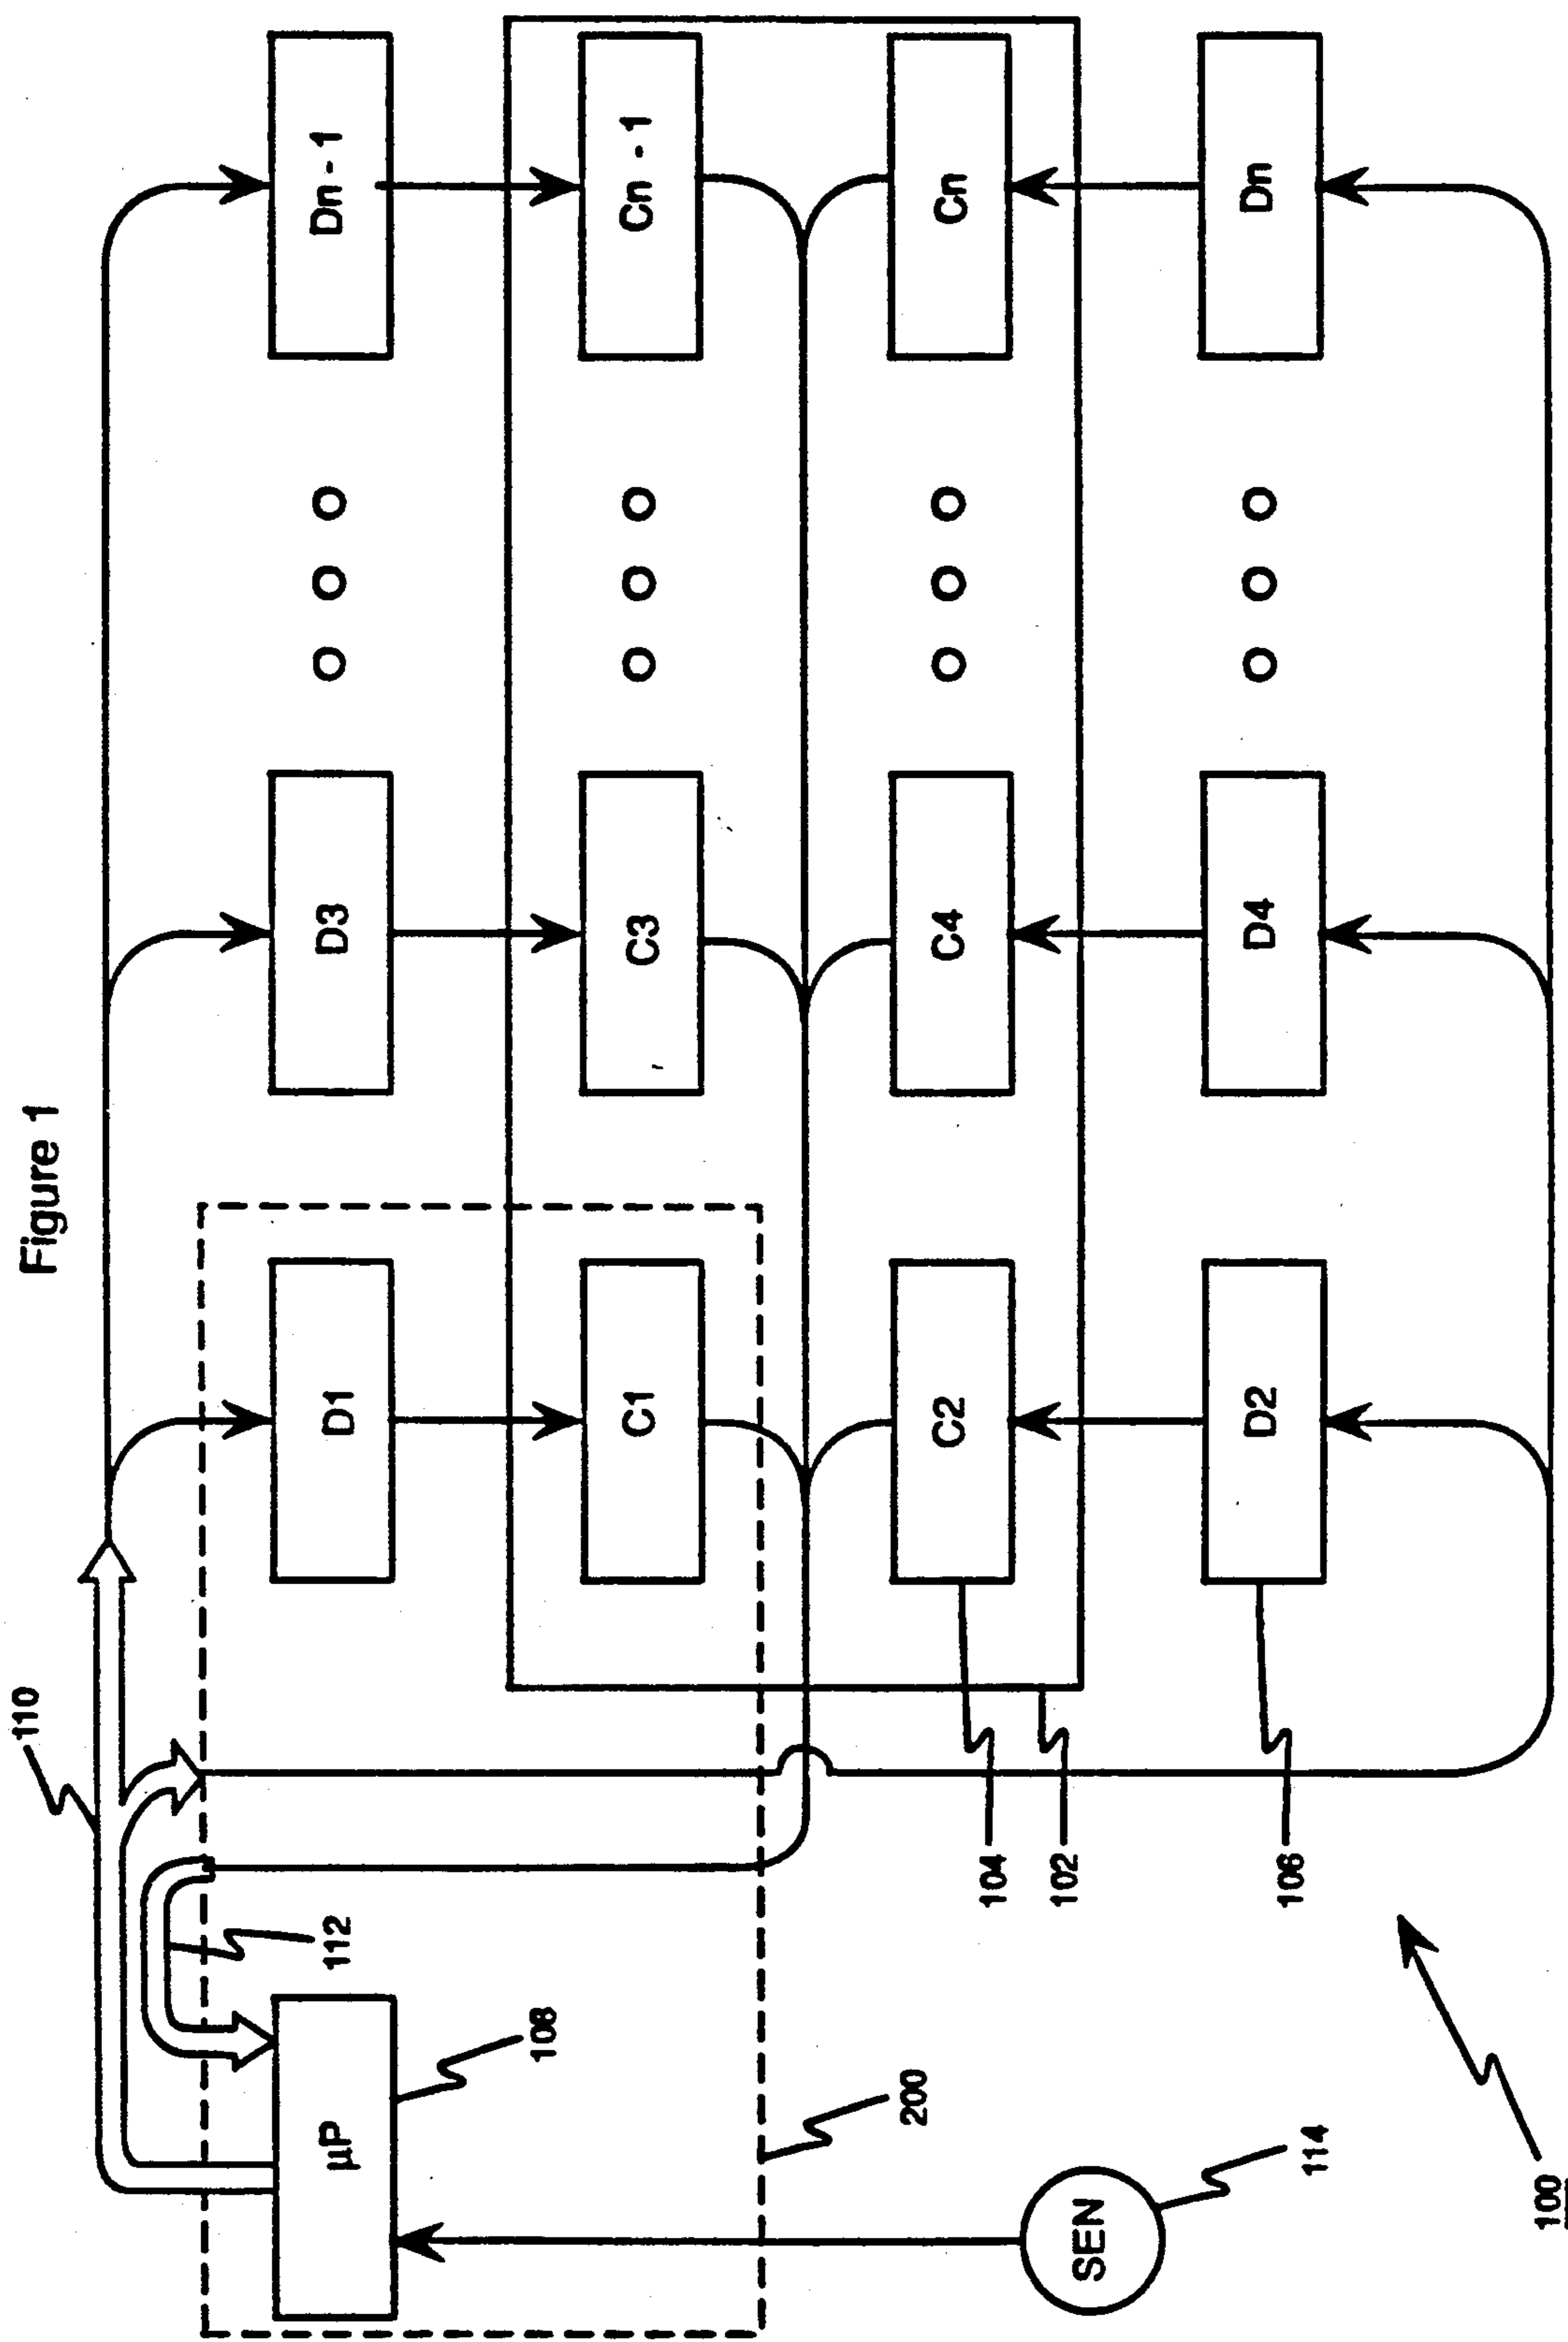 Figure 1
110
µP
112
D1
D3
Dn - 1
108
C1
C3
Cn - 1
200
C2
C4
Cn
104
102
SEN
114
D2
D4
Dn
106
100